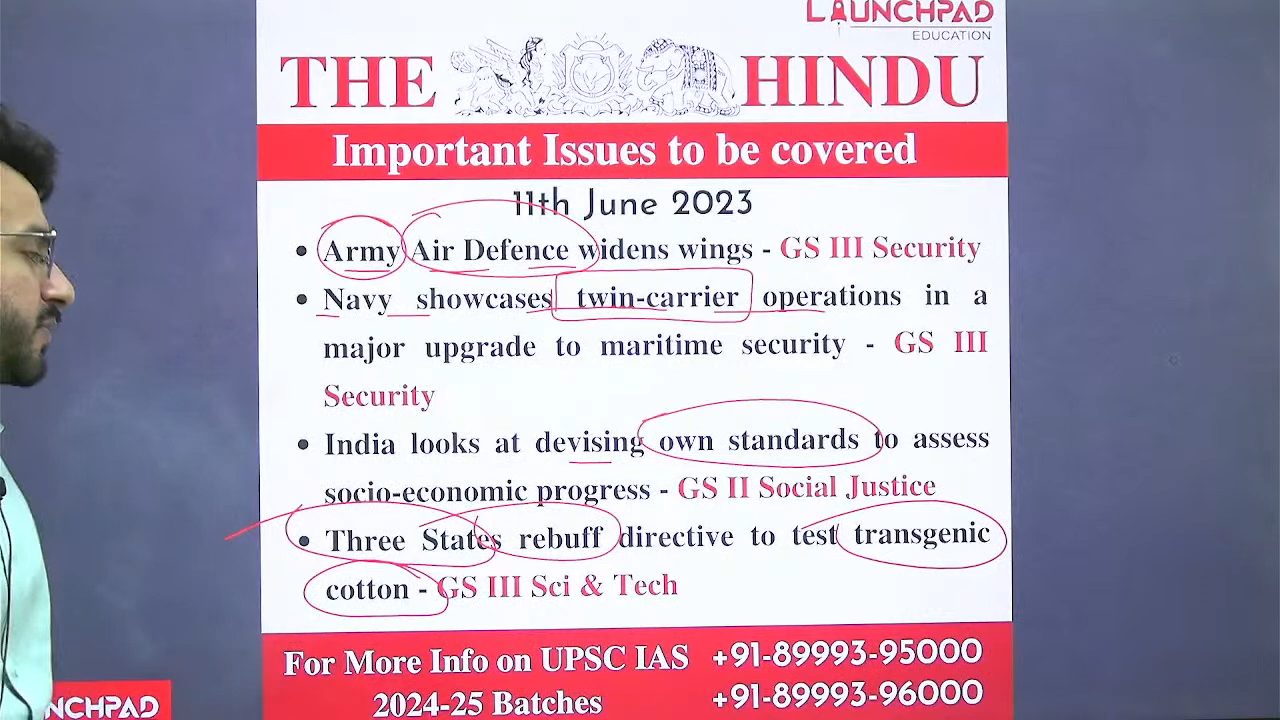 LAUNCHPAD
EDUCATION
THE HINDU
Important Issues to be covered
11th June 2023
• Army Air Defence widens wings - GS III Security
• Navy showcases twin-carrier operations in a
major upgrade to maritime security - GS III
Security
• India looks at devising own standards to assess
socio-economic progress - GS II Social Justice
• Three States rebuff directive to test transgenic
cotton - GS III Sci & Tech
For More Info on UPSC IAS +91-89993-95000
2024-25 Batches +91-89993-96000
UNCHPAD